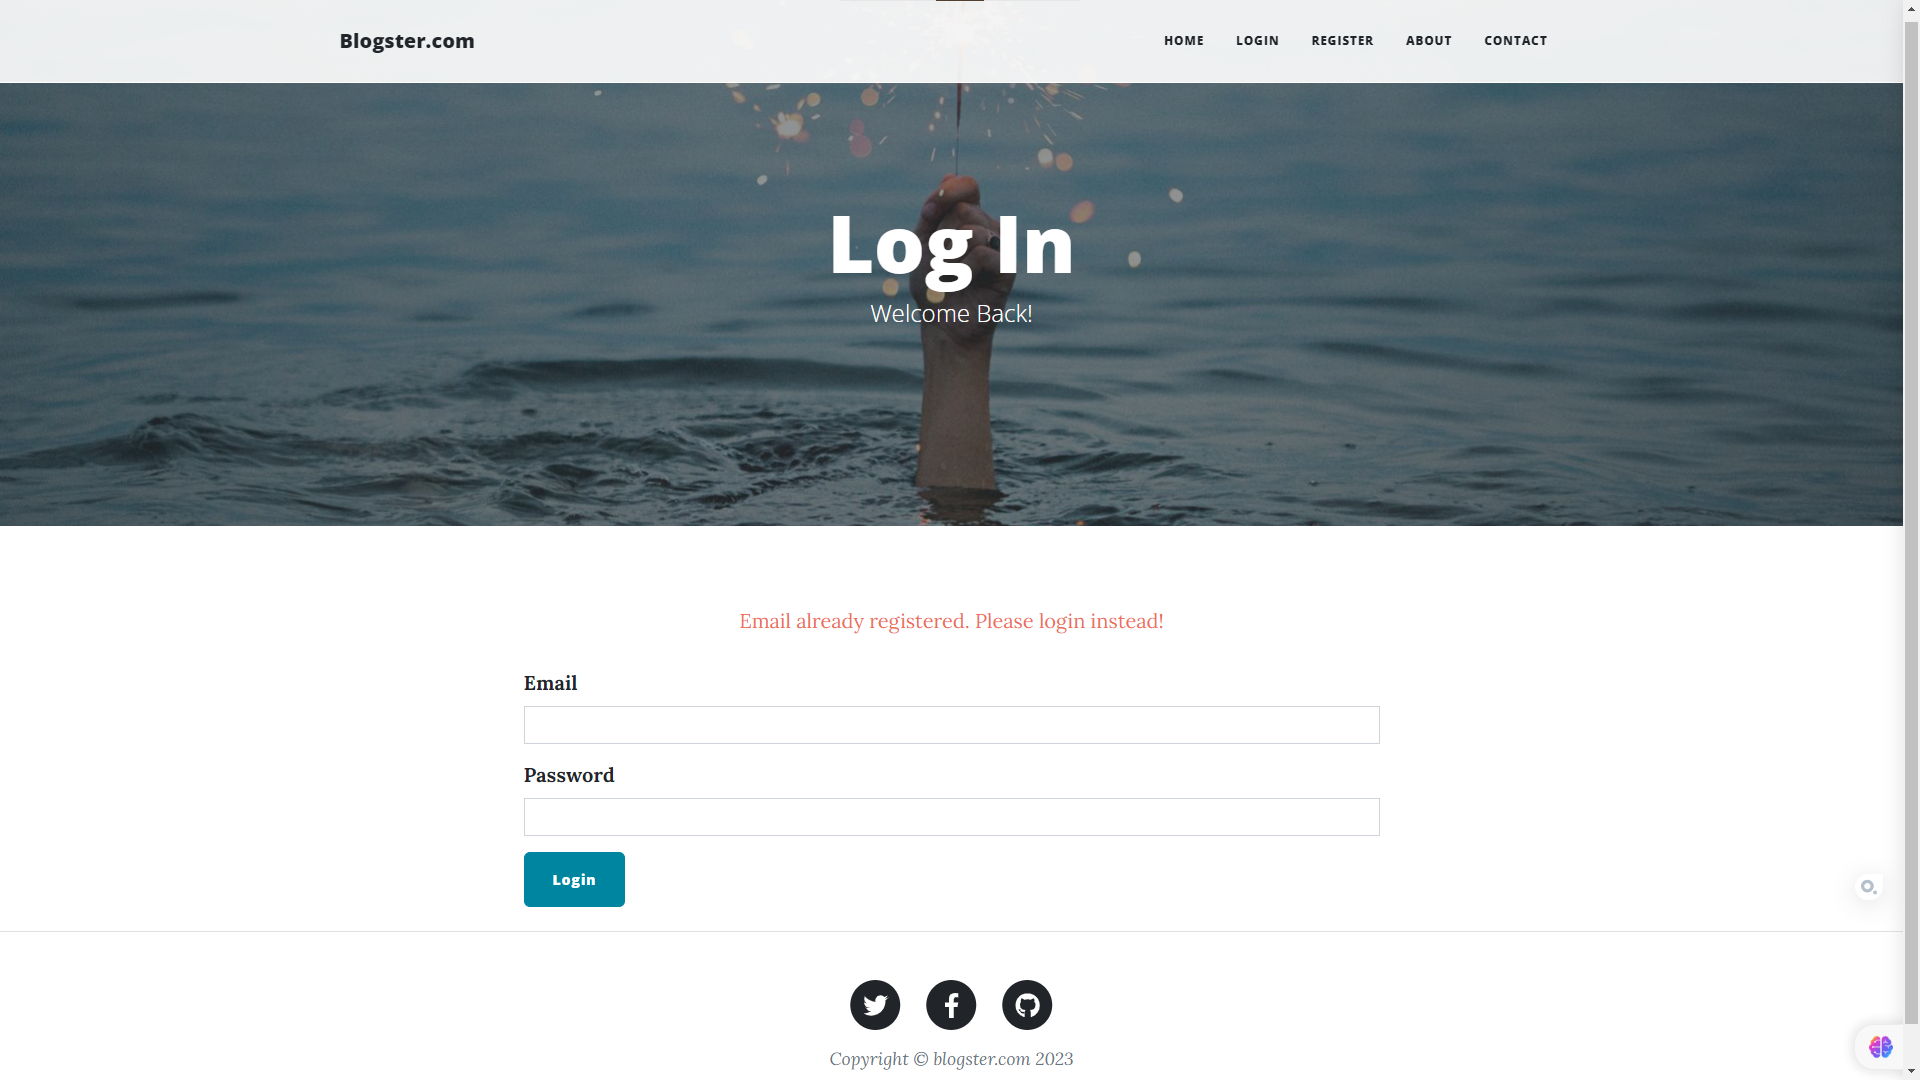 Blogster.com
HOME LOGIN REGISTER ABOUT CONTACT
Log In
Welcome Back!
Email already registered. Please login instead!
Email
Password
Login
Copyright © blogster.com 2023